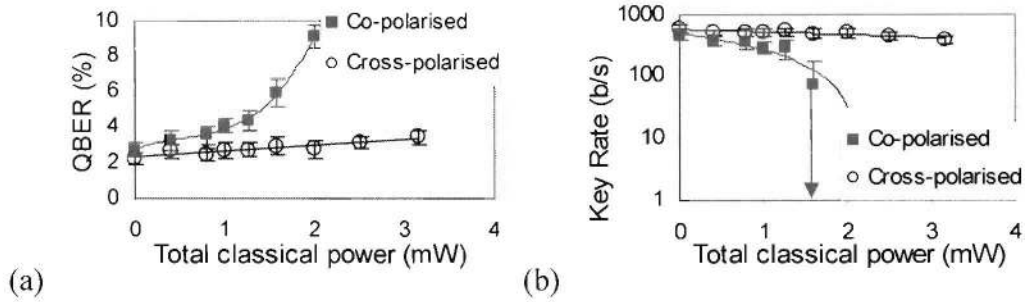 10
8
6
4
2
0
QBER (%)
Co-polarised
Cross-polarised
0 1 2 3 4
Total classical power (mW)
(a)
1000
100
10
1
Key Rate (b/s)
Co-polarised
Cross-polarised
0 1 2 3 4
Total classical power (mW)
(b)